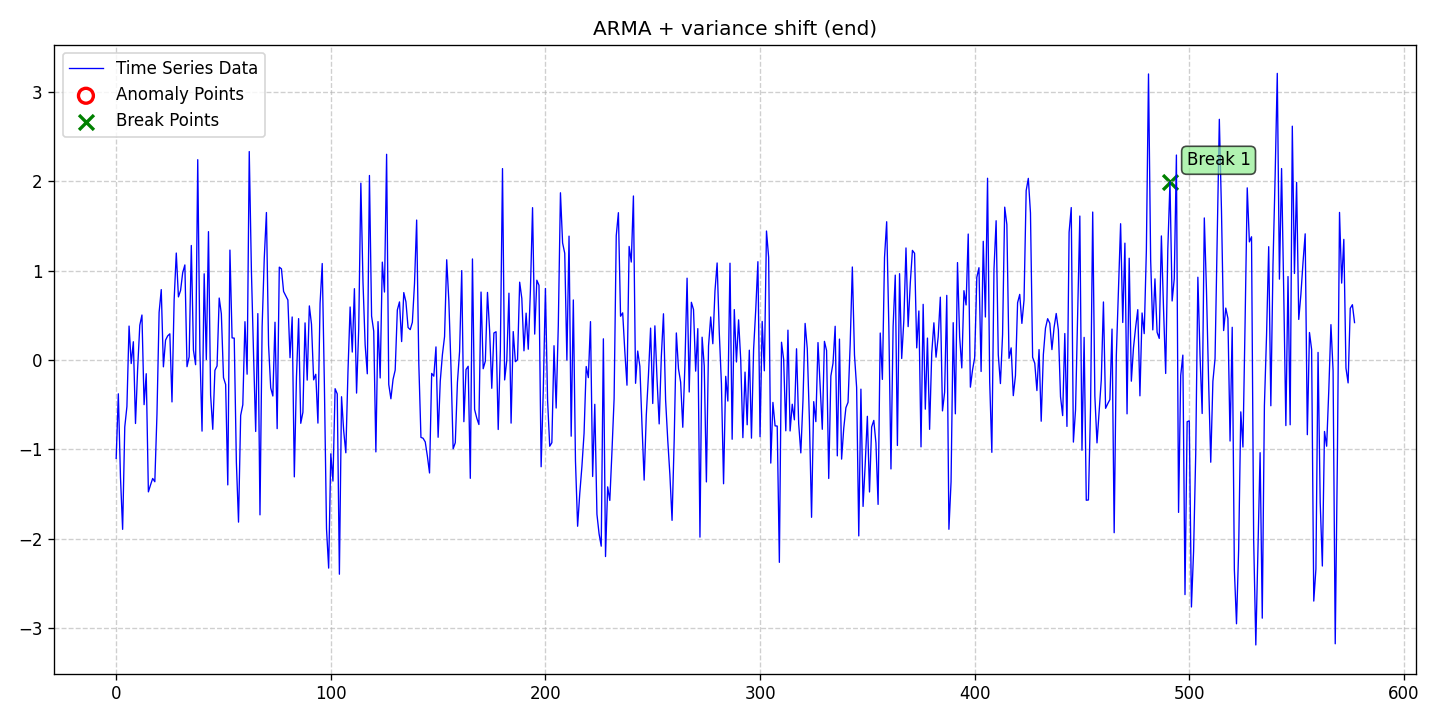 ARMA + variance shift (end)
Time Series Data
Anomaly Points
Break Points
Break 1
3
2
1
0
−1
−2
−3
0 100 200 300 400 500 600